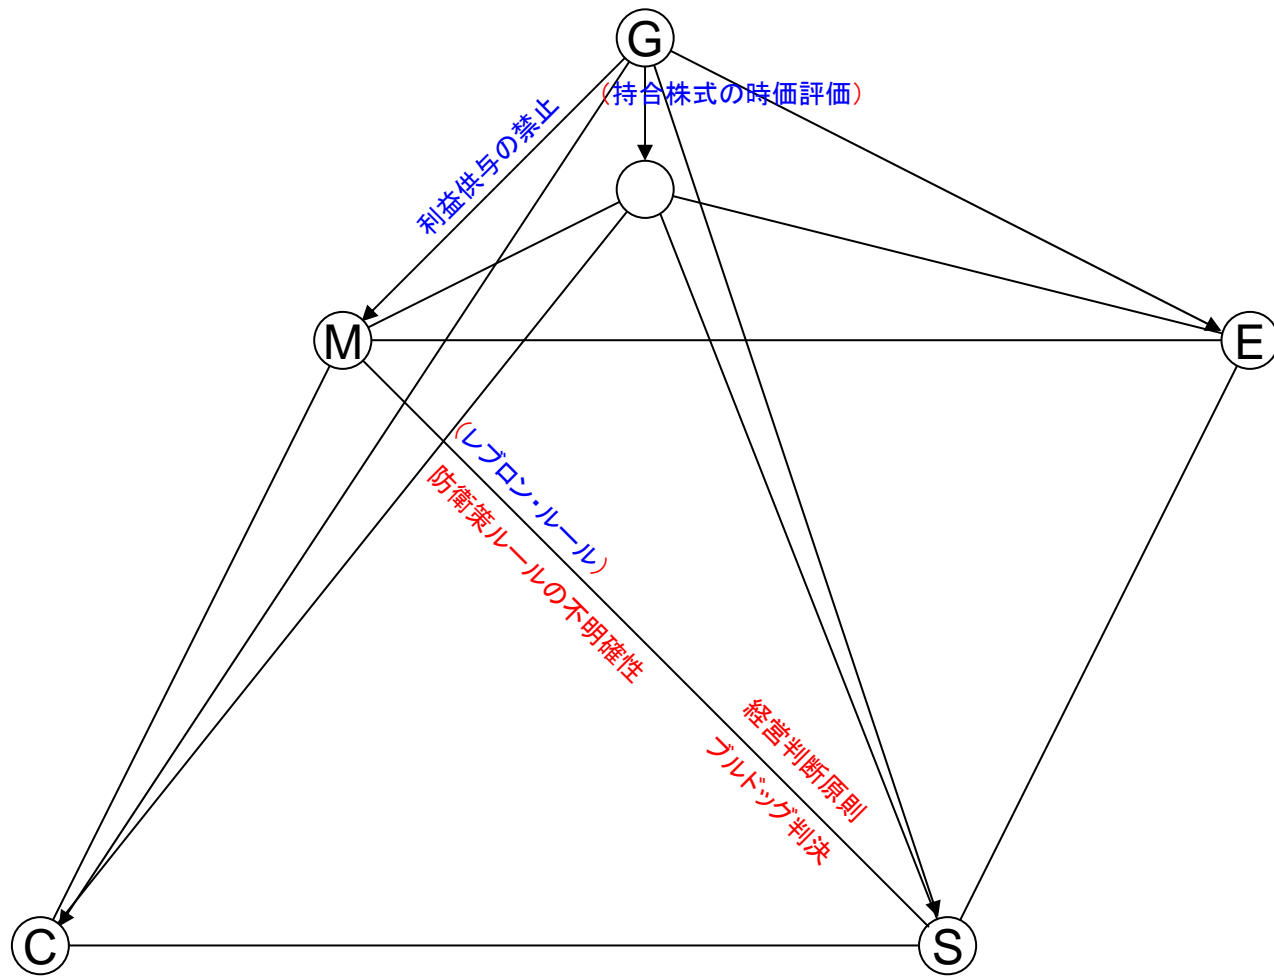 G
(持合株式の時価評価)
利益供与の禁止
M
E
(レブロン・ルール)
防衛策ルールの不明確性
経営判断原則
ブルドッグ判決
C
S